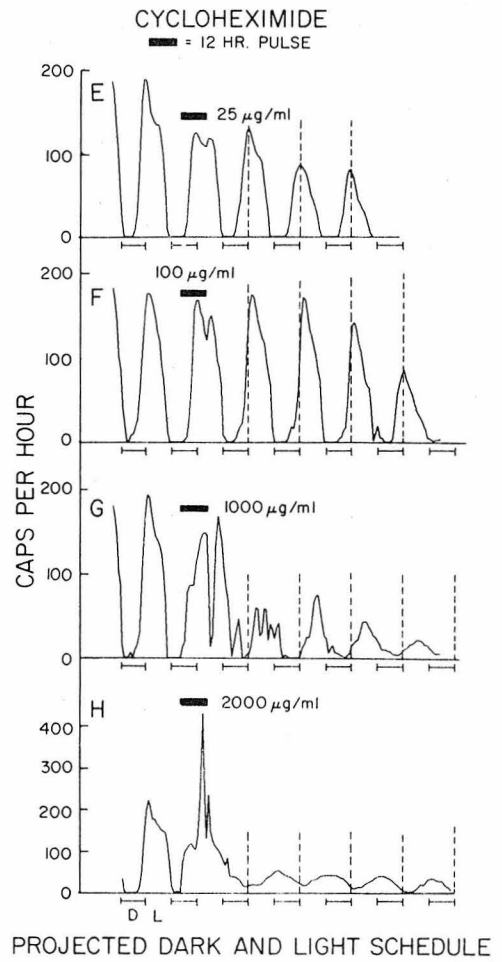 CYCLOHEXIMIDE
= 12 HR. PULSE
200
E
25 µg/ml
100
0
200
100 µg/ml
F
100
0
CAPS PER HOUR
200
G
1000 µg/ml
100
0
H
2000 µg/ml
400
300
200
100
0
D L
PROJECTED DARK AND LIGHT SCHEDULE